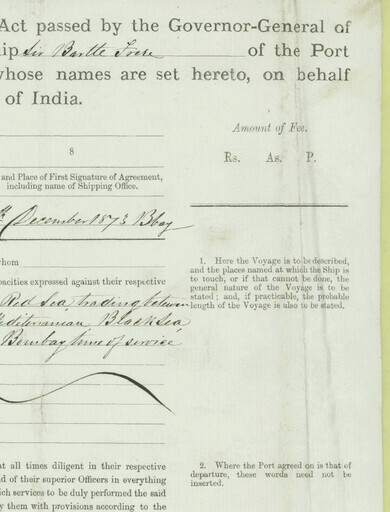 Act passed by the Governor-General of
ip Sir Bartle Frere of the Port
whose names are set hereto, on behalf
of India.
Amount of Fee.
8
Rs. As. P.
and Place of First Signature of Agreement,
including name of Shipping Office.
December 1873 Bbay
whom
1. Here the Voyage is to be described,
and the places named at which the Ship is
to touch, or if that cannot be done, the
general nature of the Voyage is to be
stated; and, if practicable, the probable
length of the Voyage is also to be stated.
pacities expressed against their respective
Red Sea trading between
editeranian, Black Sea,
Bombay time of service
at all times diligent in their respective
d of their superior Officers in everything
ich services to be duly performed the said
y them with provisions according to the
2. Where the Port agreed on is that of
departure, these words need not be
inserted.